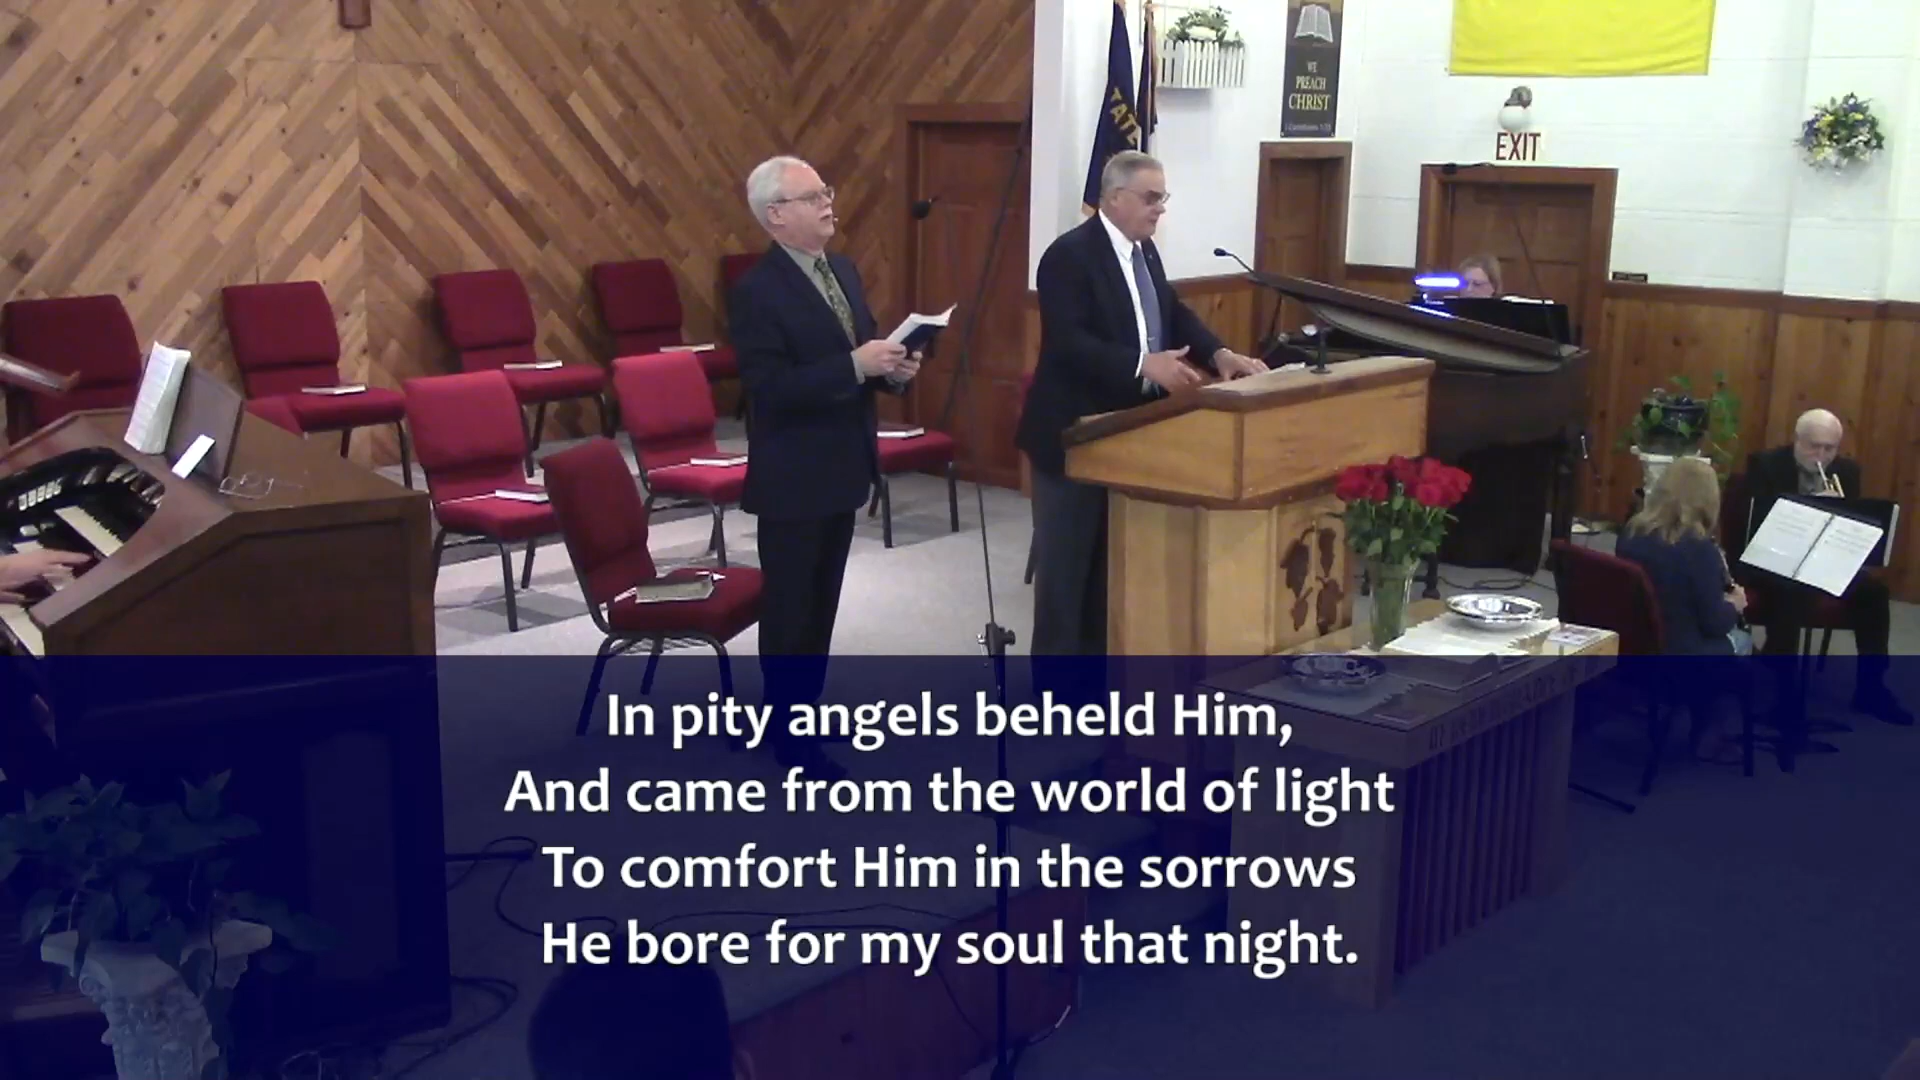 TATE
WE
PREACH
CHRIST
EXIT
In pity angels beheld Him,
And came from the world of light
To comfort Him in the sorrows
He bore for my soul that night.